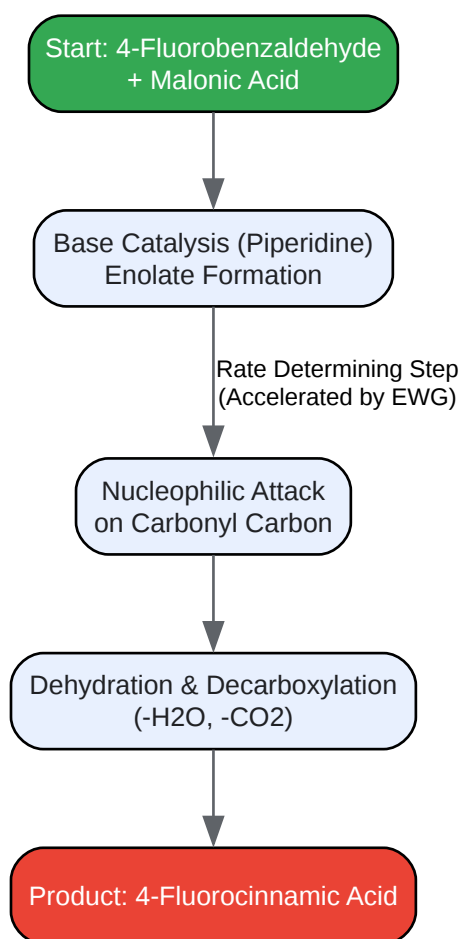 Start: 4-Fluorobenzaldehyde
+ Malonic Acid
Base Catalysis (Piperidine)
Enolate Formation
Rate Determining Step
(Accelerated by EWG)
Nucleophilic Attack
on Carbonyl Carbon
Dehydration & Decarboxylation
(-H2O, -CO2)
Product: 4-Fluorocinnamic Acid